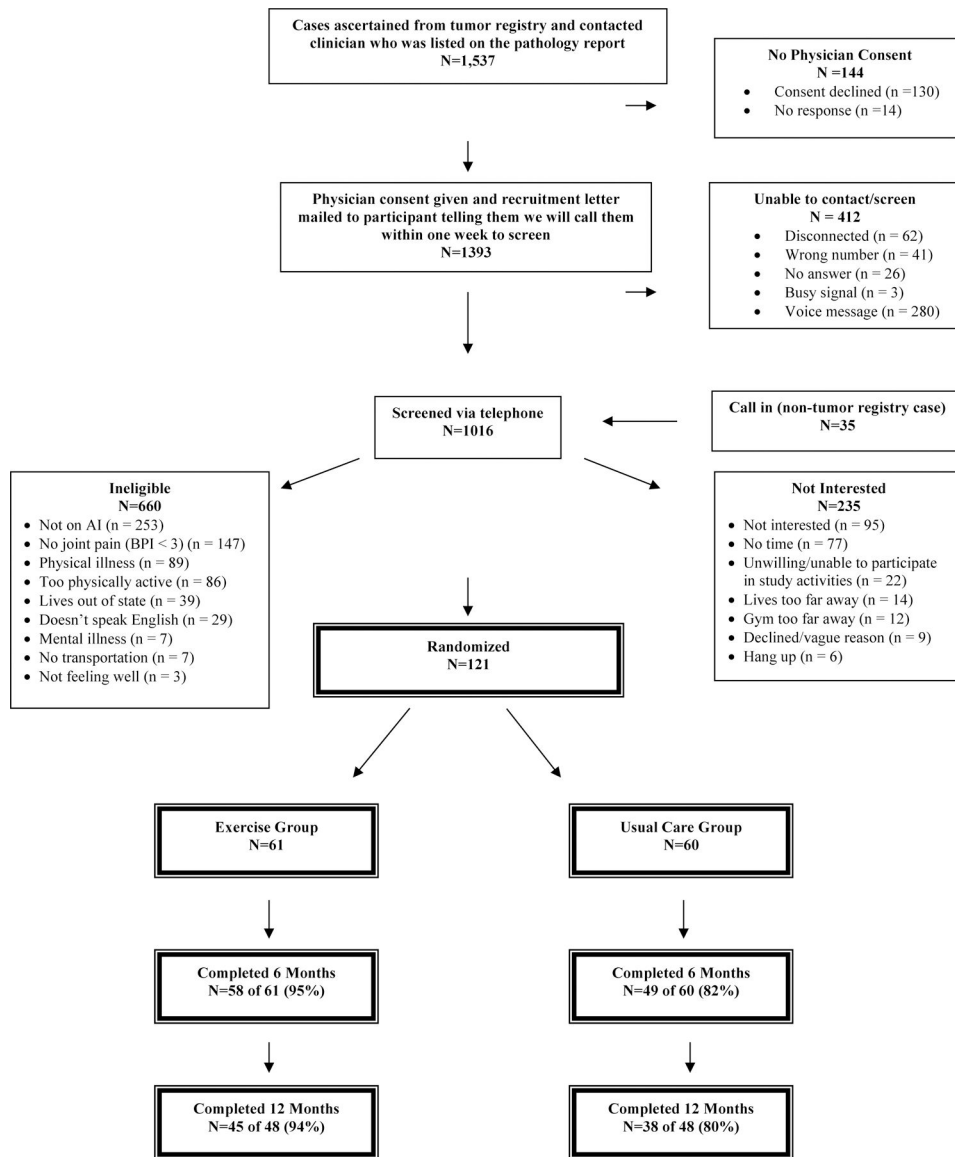 Cases ascertained from tumor registry and contacted
clinician who was listed on the pathology report
N=1,537
No Physician Consent
N =144
• Consent declined (n =130)
• No response (n =14)
Physician consent given and recruitment letter
mailed to participant telling them we will call them
within one week to screen
N=1393
Unable to contact/screen
N = 412
• Disconnected (n = 62)
• Wrong number (n = 41)
• No answer (n = 26)
• Busy signal (n = 3)
• Voice message (n = 280)
Screened via telephone
N=1016
Call in (non-tumor registry case)
N=35
Ineligible
N=660
• Not on AI (n = 253)
• No joint pain (BPI < 3) (n = 147)
• Physical illness (n = 89)
• Too physically active (n = 86)
• Lives out of state (n = 39)
• Doesn't speak English (n = 29)
• Mental illness (n = 7)
• No transportation (n = 7)
• Not feeling well (n = 3)
Not Interested
N=235
• Not interested (n = 95)
• No time (n = 77)
• Unwilling/unable to participate
in study activities (n = 22)
• Lives too far away (n = 14)
• Gym too far away (n = 12)
• Declined/vague reason (n = 9)
• Hang up (n = 6)
Randomized
N=121
Exercise Group
N=61
Usual Care Group
N=60
Completed 6 Months
N=58 of 61 (95%)
Completed 6 Months
N=49 of 60 (82%)
Completed 12 Months
N=45 of 48 (94%)
Completed 12 Months
N=38 of 48 (80%)